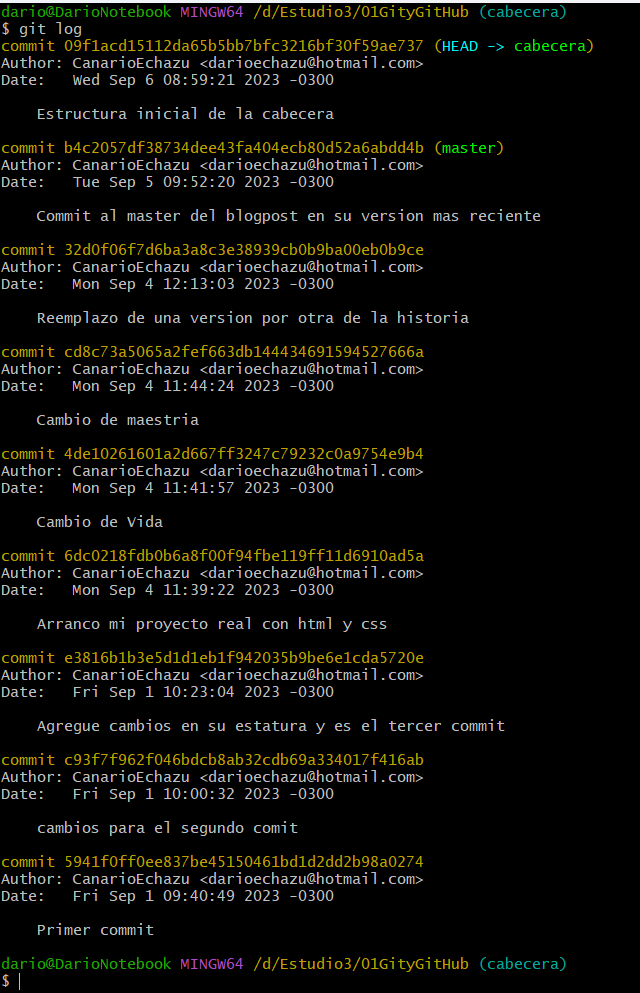 dario@DarioNotebook MINGW64 /d/Estudio3/01GityGitHub (cabecera)
$ git log
commit 09f1acd15112da65b5bb7bfc3216bf30f59ae737 (HEAD -> cabecera)
Author: CanarioEchazu <darioechazu@hotmail.com>
Date:   Wed Sep 6 08:59:21 2023 -0300

    Estructura inicial de la cabecera

commit b4c2057df38734dee43fa404ecb80d52a6abdd4b (master)
Author: CanarioEchazu <darioechazu@hotmail.com>
Date:   Tue Sep 5 09:52:20 2023 -0300

    Commit al master del blogpost en su version mas reciente

commit 32d0f06f7d6ba3a8c3e38939cb0b9ba00eb0b9ce
Author: CanarioEchazu <darioechazu@hotmail.com>
Date:   Mon Sep 4 12:13:03 2023 -0300

    Reemplazo de una version por otra de la historia

commit cd8c73a5065a2fef663db144434691594527666a
Author: CanarioEchazu <darioechazu@hotmail.com>
Date:   Mon Sep 4 11:44:24 2023 -0300

    Cambio de maestria

commit 4de10261601a2d667ff3247c79232c0a9754e9b4
Author: CanarioEchazu <darioechazu@hotmail.com>
Date:   Mon Sep 4 11:41:57 2023 -0300

    Cambio de Vida

commit 6dc0218fdb0b6a8f00f94fbe119ff11d6910ad5a
Author: CanarioEchazu <darioechazu@hotmail.com>
Date:   Mon Sep 4 11:39:22 2023 -0300

    Arranco mi proyecto real con html y css

commit e3816b1b3e5d1d1eb1f942035b9be6e1cda5720e
Author: CanarioEchazu <darioechazu@hotmail.com>
Date:   Fri Sep 1 10:23:04 2023 -0300

    Agregue cambios en su estatura y es el tercer commit

commit c93f7f962f046bdcb8ab32cdb69a334017f416ab
Author: CanarioEchazu <darioechazu@hotmail.com>
Date:   Fri Sep 1 10:00:32 2023 -0300

    cambios para el segundo comit

commit 5941f0ff0ee837be45150461bd1d2dd2b98a0274
Author: CanarioEchazu <darioechazu@hotmail.com>
Date:   Fri Sep 1 09:40:49 2023 -0300

    Primer commit

dario@DarioNotebook MINGW64 /d/Estudio3/01GityGitHub (cabecera)
$